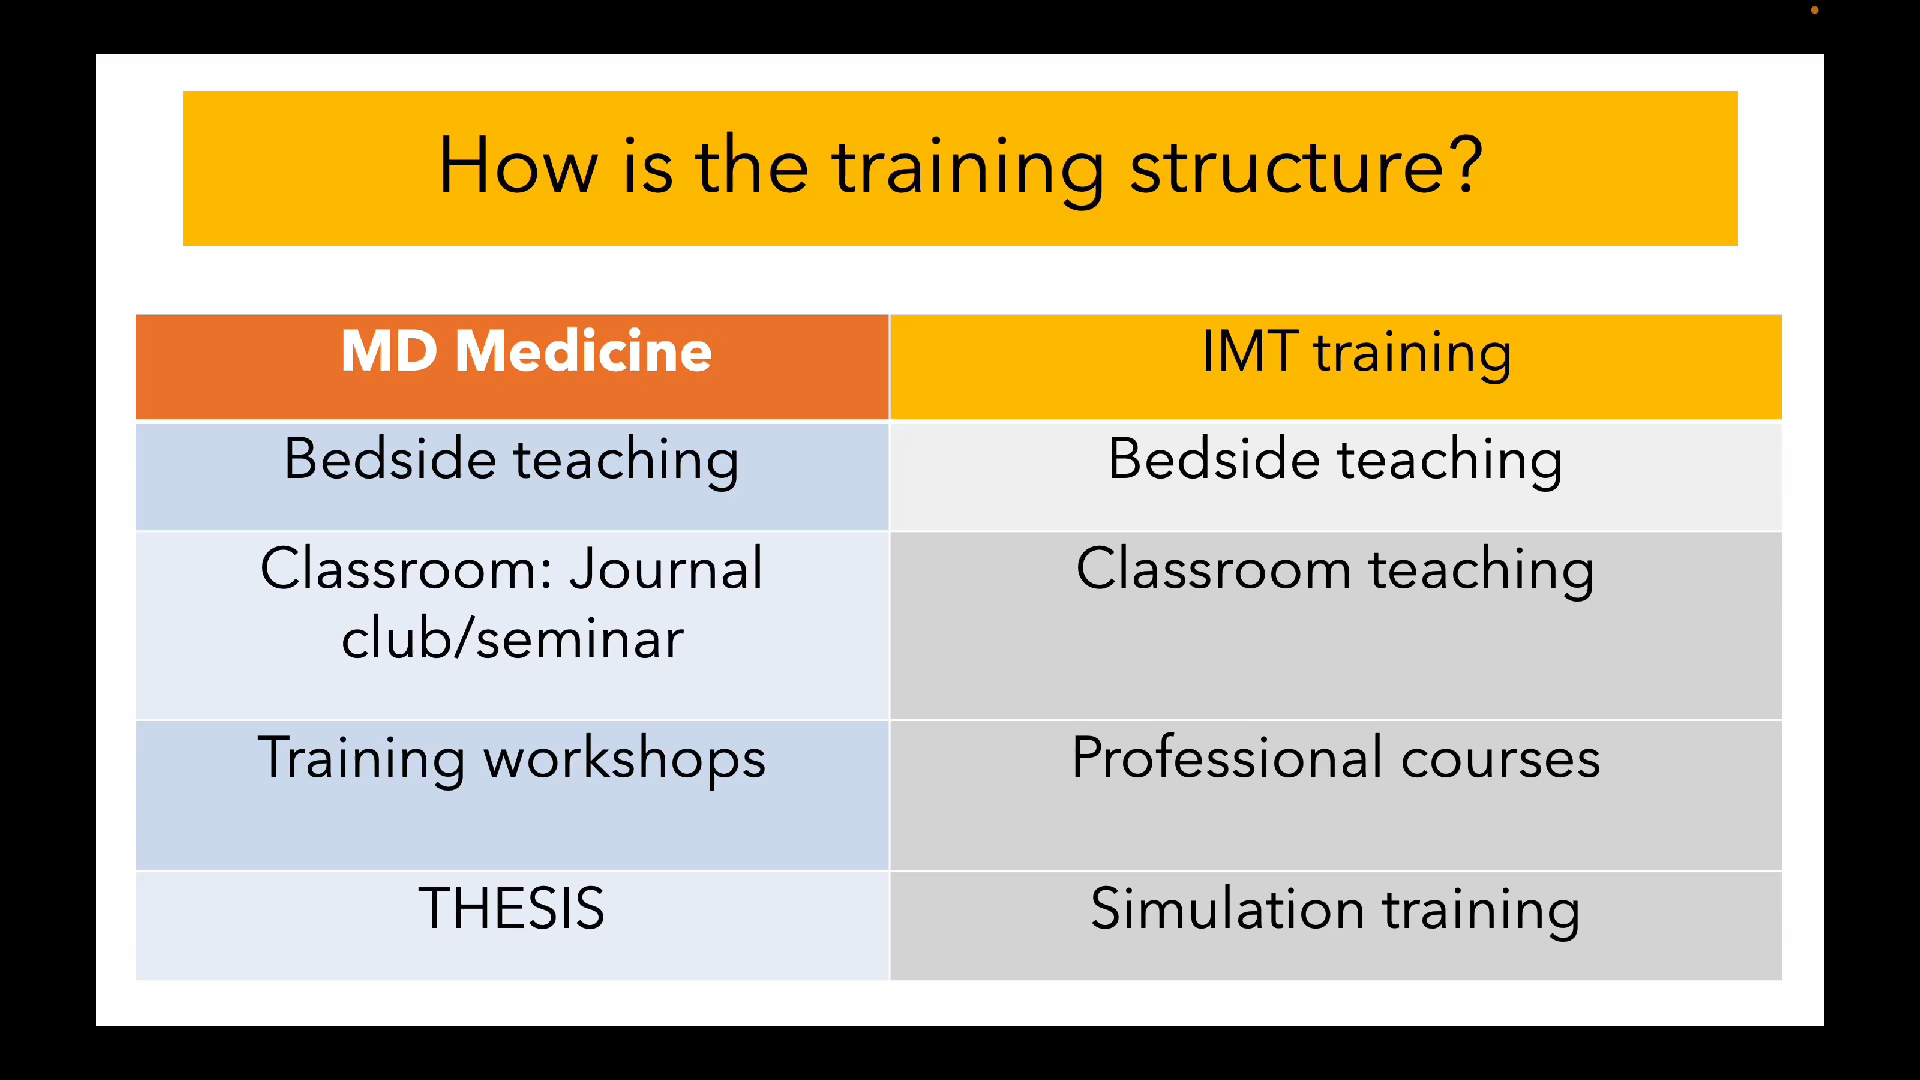 How is the training structure?
MD Medicine
IMT training
Bedside teaching
Bedside teaching
Classroom: Journal
club/seminar
Classroom teaching
Training workshops
Professional courses
THESIS
Simulation training